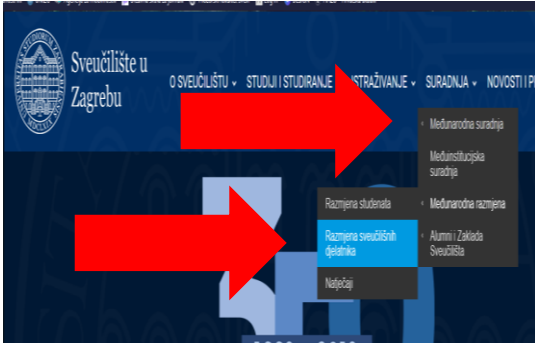 Sveučilište u
Zagrebu
O SVEUČILIŠTU
STUDIJI I STUDIRANJE
ISTRAŽIVANJE
SURADNJA
NOVOSTI I
Međunarodna suradnja
Međuinstitucijska
suradnja
Razmjena studenata
Međunarodna razmjena
Razmjena sveučilišnih
djelatnika
Alumni i Zaklada
Sveučilišta
Natječaji